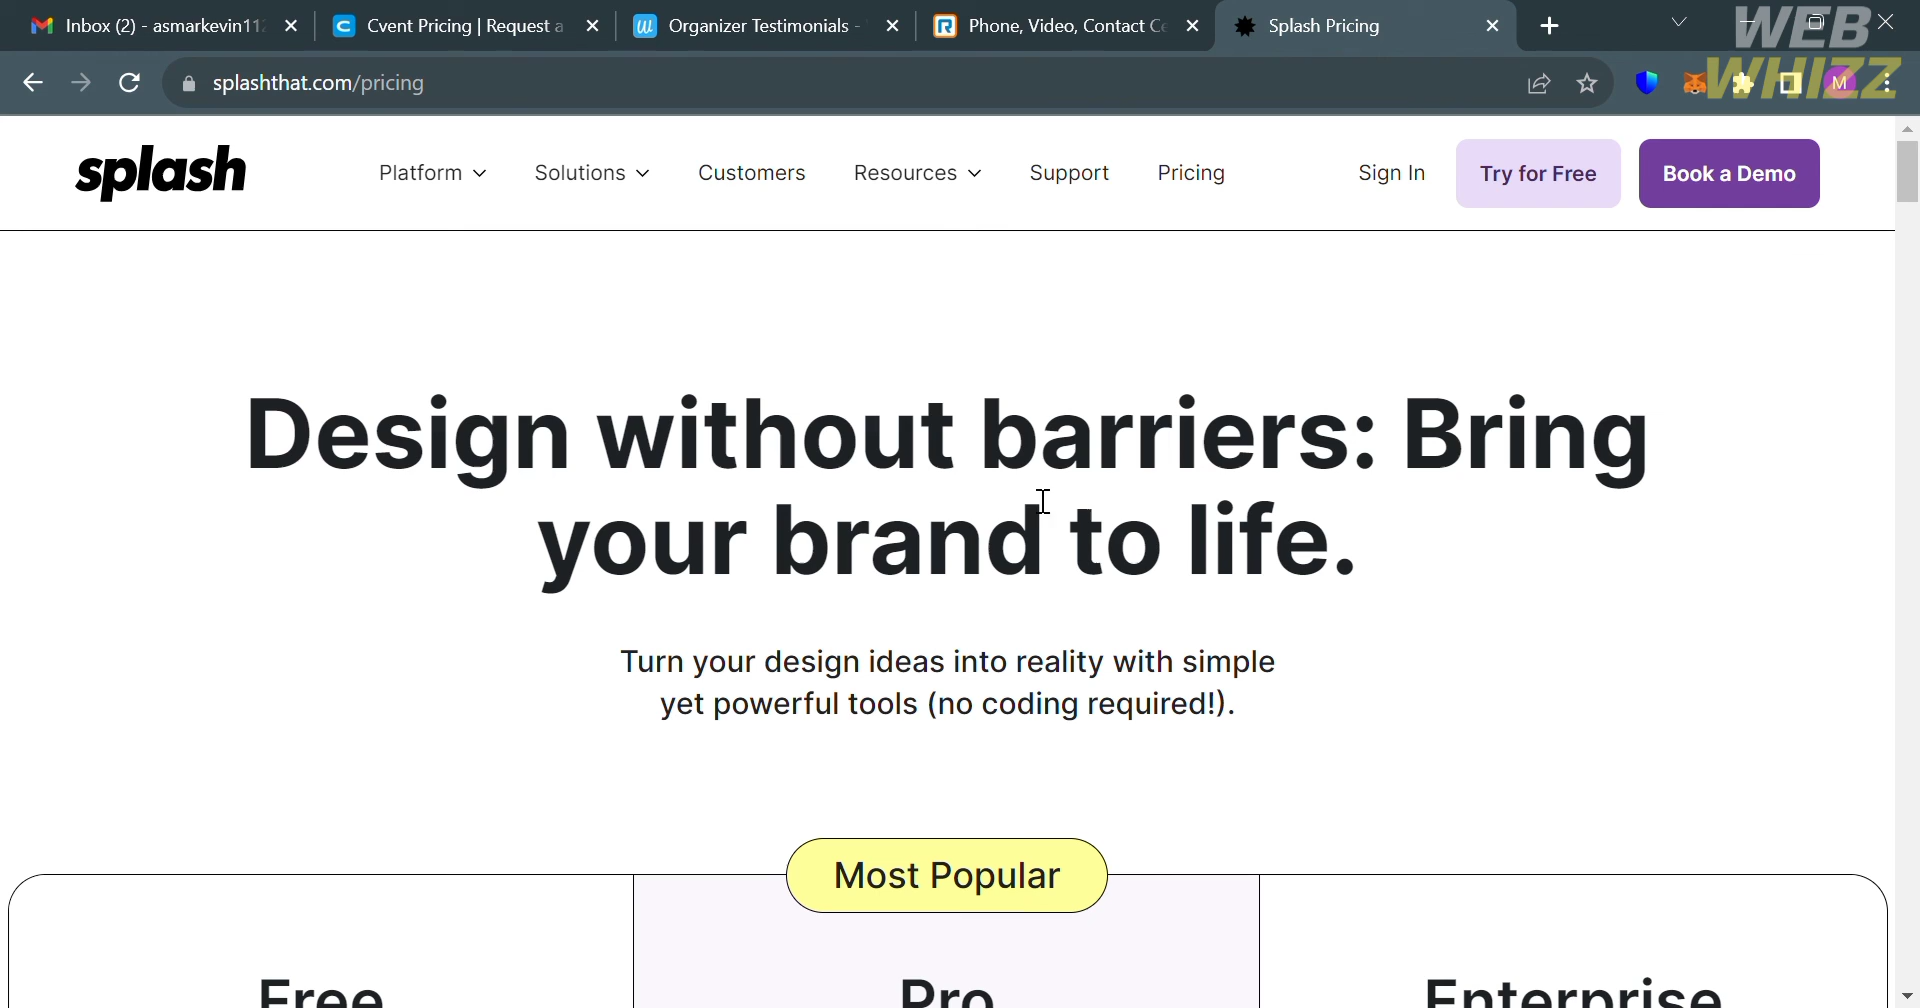 Inbox (2) - asmarkevin11
Cvent Pricing | Request a
Organizer Testimonials -
Phone, Video, Contact Ce
Splash Pricing
WEB
WHIZZ
splashthat.com/pricing
M
splash
Platform
Solutions
Customers
Resources
Support
Pricing
Sign In
Try for Free
Book a Demo
Design without barriers: Bring
your brand to life.
Turn your design ideas into reality with simple
yet powerful tools (no coding required!).
Most Popular
Free
Pro
Enterprise